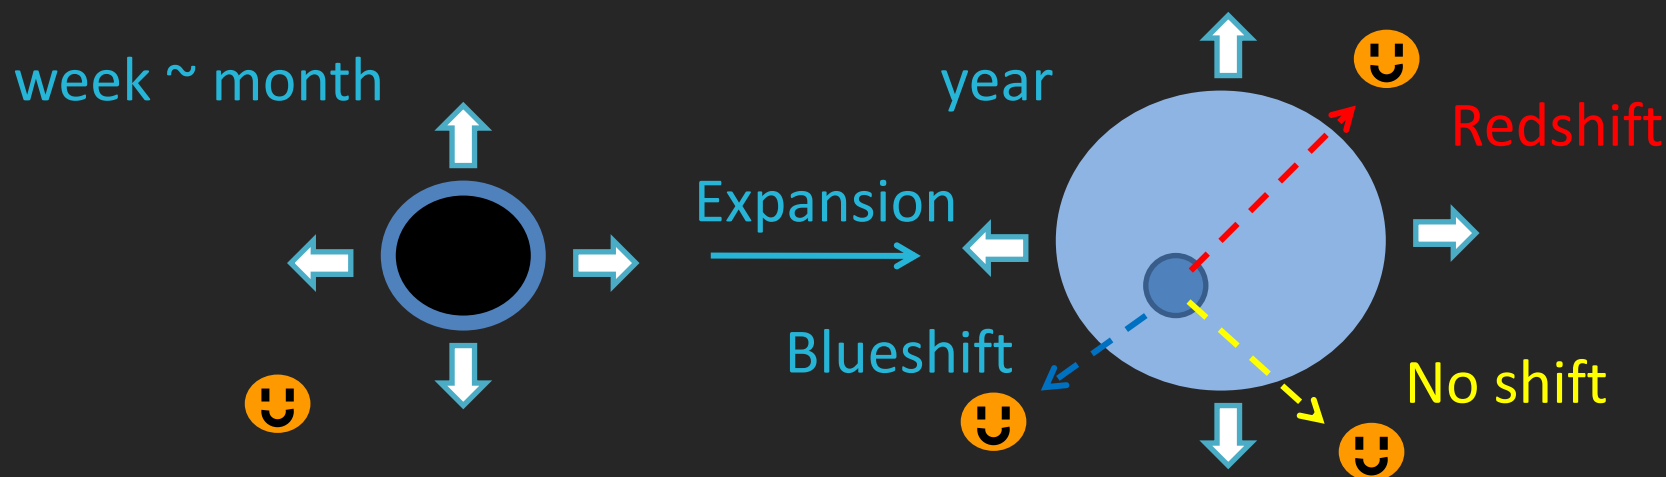 week ~ month
year
Redshift
Expansion
Blueshift
No shift